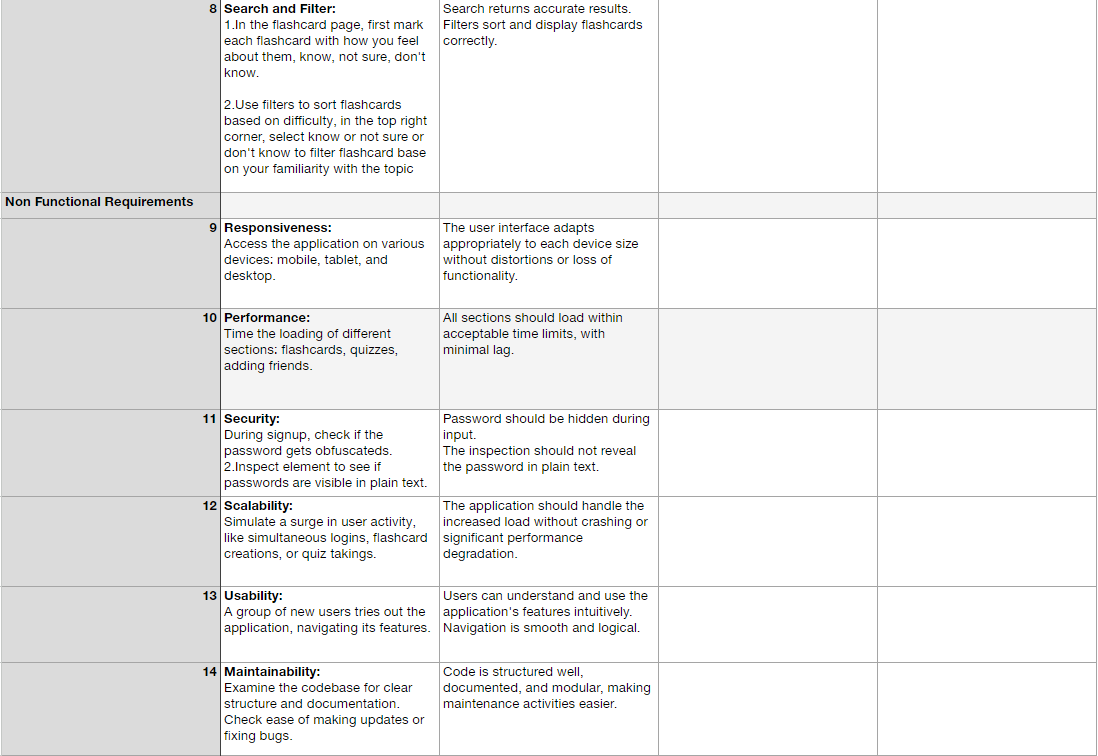 8
Search and Filter:
1.In the flashcard page, first mark
each flashcard with how you feel
about them, know, not sure, don't
know.
2.Use filters to sort flashcards
based on difficulty, in the top right
corner, select know or not sure or
don't know to filter flashcard base
on your familiarity with the topic
Search returns accurate results.
Filters sort and display flashcards
correctly.
Non Functional Requirements
9
Responsiveness:
Access the application on various
devices: mobile, tablet, and
desktop.
The user interface adapts
appropriately to each device size
without distortions or loss of
functionality.
10
Performance:
Time the loading of different
sections: flashcards, quizzes,
adding friends.
All sections should load within
acceptable time limits, with
minimal lag.
11
Security:
During signup, check if the
password gets obfuscateds.
2.Inspect element to see if
passwords are visible in plain text.
Password should be hidden during
input.
The inspection should not reveal
the password in plain text.
12
Scalability:
Simulate a surge in user activity,
like simultaneous logins, flashcard
creations, or quiz takings.
The application should handle the
increased load without crashing or
significant performance
degradation.
13
Usability:
A group of new users tries out the
application, navigating its features.
Users can understand and use the
application's features intuitively.
Navigation is smooth and logical.
14
Maintainability:
Examine the codebase for clear
structure and documentation.
Check ease of making updates or
fixing bugs.
Code is structured well,
documented, and modular, making
maintenance activities easier.